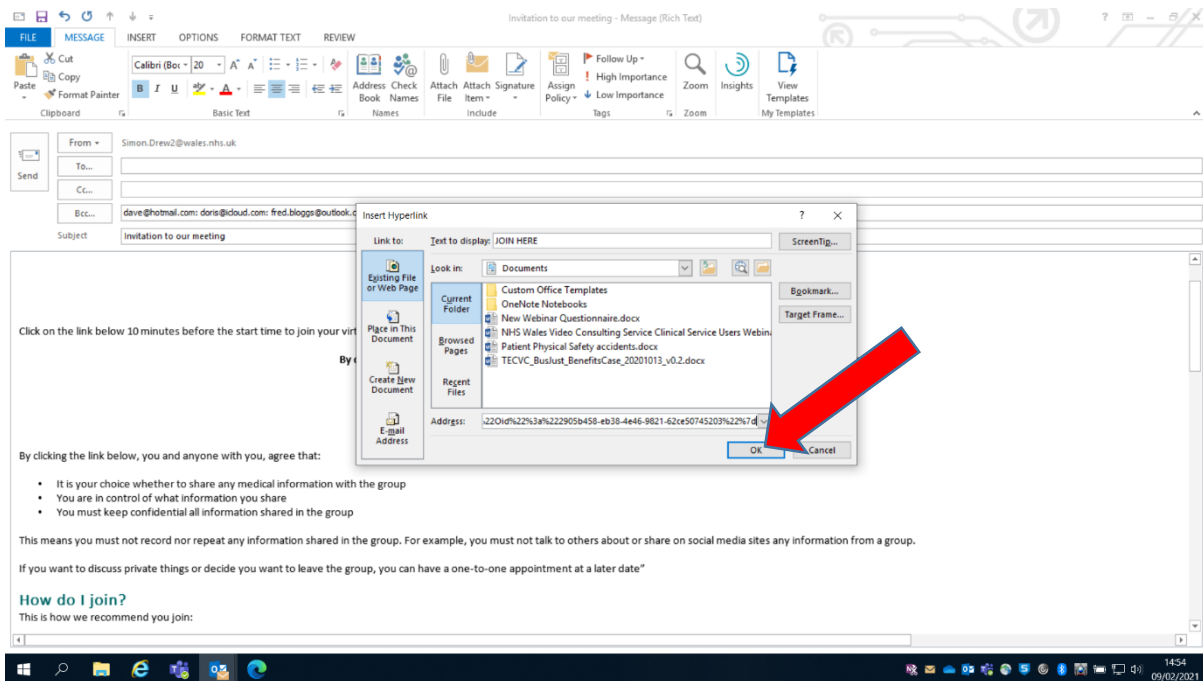 Invitation to our meeting - Message (Rich Text)
FILE MESSAGE INSERT OPTIONS FORMAT TEXT REVIEW
Paste
Cut
Copy
Format Painter
Calibri (Boc 20
B I U
Address Book
Check Names
Attach File
Attach Item
Signature
Assign Policy
Follow Up
High Importance
Low Importance
Zoom
Insights
View Templates
Clipboard Basic Text Names Include Tags Zoom My Templates
Send
From Simon.Drew2@wales.nhs.uk
To...
Cc...
Bcc... dave@hotmail.com: doris@icloud.com: fred.bloggs@outlook.c
Subject Invitation to our meeting
Insert Hyperlink ? X
Link to: Text to display: JOIN HERE ScreenTip...
Existing File or Web Page
Place in This Document
Create New Document
E-mail Address
Look in: Documents
Current Folder
Browsed Pages
Recent Files
Custom Office Templates
OneNote Notebooks
New Webinar Questionnaire.docx
NHS Wales Video Consulting Service Clinical Service Users Webina
Patient Physical Safety accidents.docx
TECVC_BusJust_BenefitsCase_20201013_v0.2.docx
Bookmark...
Target Frame...
Address: 22Oid%22%3a%222905b458-eb38-4e46-9821-62ce50745203%22%7d
OK Cancel
Click on the link below 10 minutes before the start time to join your virt
By c
By clicking the link below, you and anyone with you, agree that:
• It is your choice whether to share any medical information with the group
• You are in control of what information you share
• You must keep confidential all information shared in the group
This means you must not record nor repeat any information shared in the group. For example, you must not talk to others about or share on social media sites any information from a group.
If you want to discuss private things or decide you want to leave the group, you can have a one-to-one appointment at a later date”
How do I join?
This is how we recommend you join:
14:54
09/02/2021